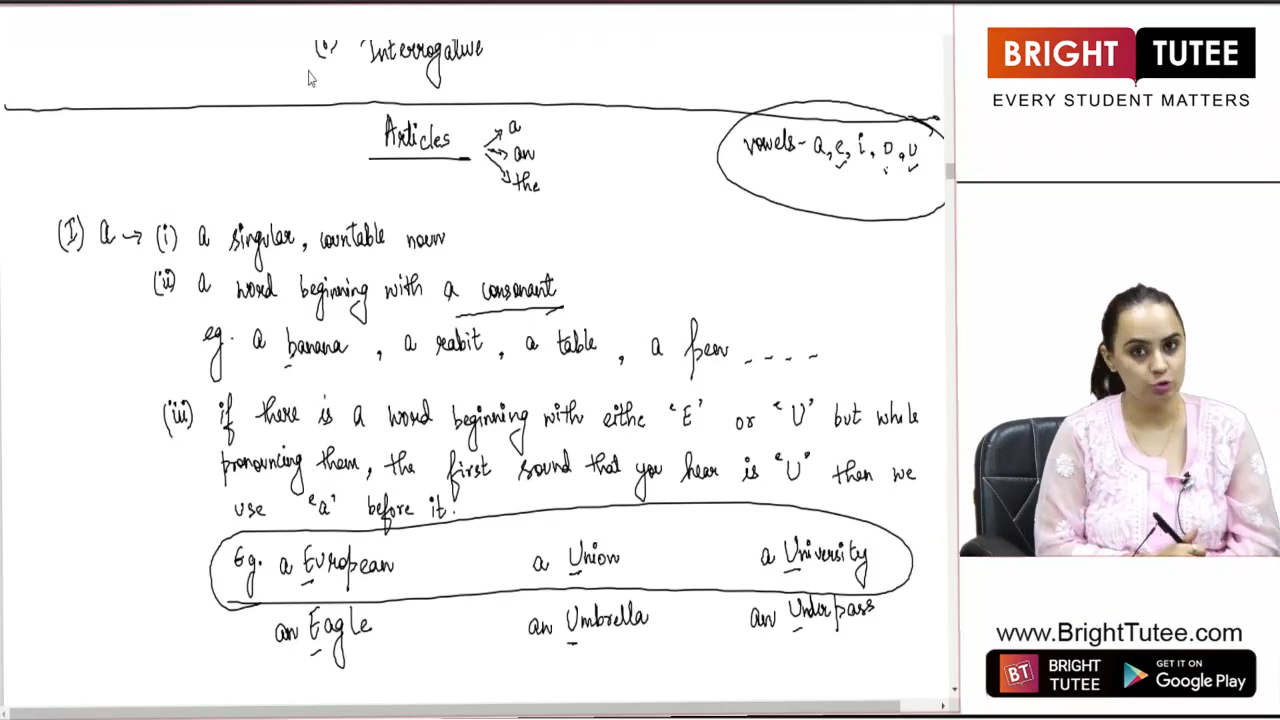 (6) Interrogative
Articles
a
an
the
vowels - a, e, i, o, u
(I) a → (i) a singular, countable noun
(ii) a word beginning with a consonant
eg. a banana, a rabit, a table, a pen ....
(iii) if there is a word beginning with eithe 'E' or 'U' but while
pronouncing them, the first sound that you hear is 'U' then we
use 'a' before it.
Eg. a European a Union a University
an Eagle an Umbrella an Underpass
BRIGHT TUTEE
EVERY STUDENT MATTERS
www.BrightTutee.com
BT BRIGHT TUTEE
GET IT ON Google Play